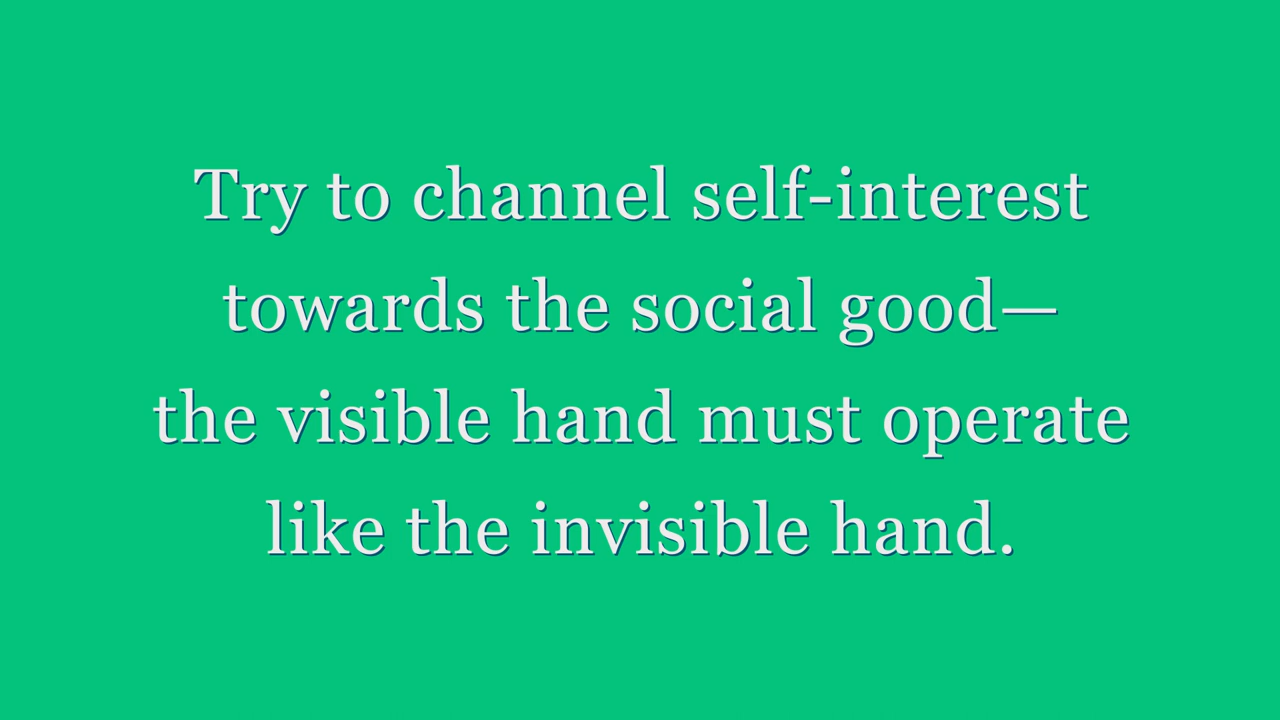 Try to channel self-interest
towards the social good—
the visible hand must operate
like the invisible hand.